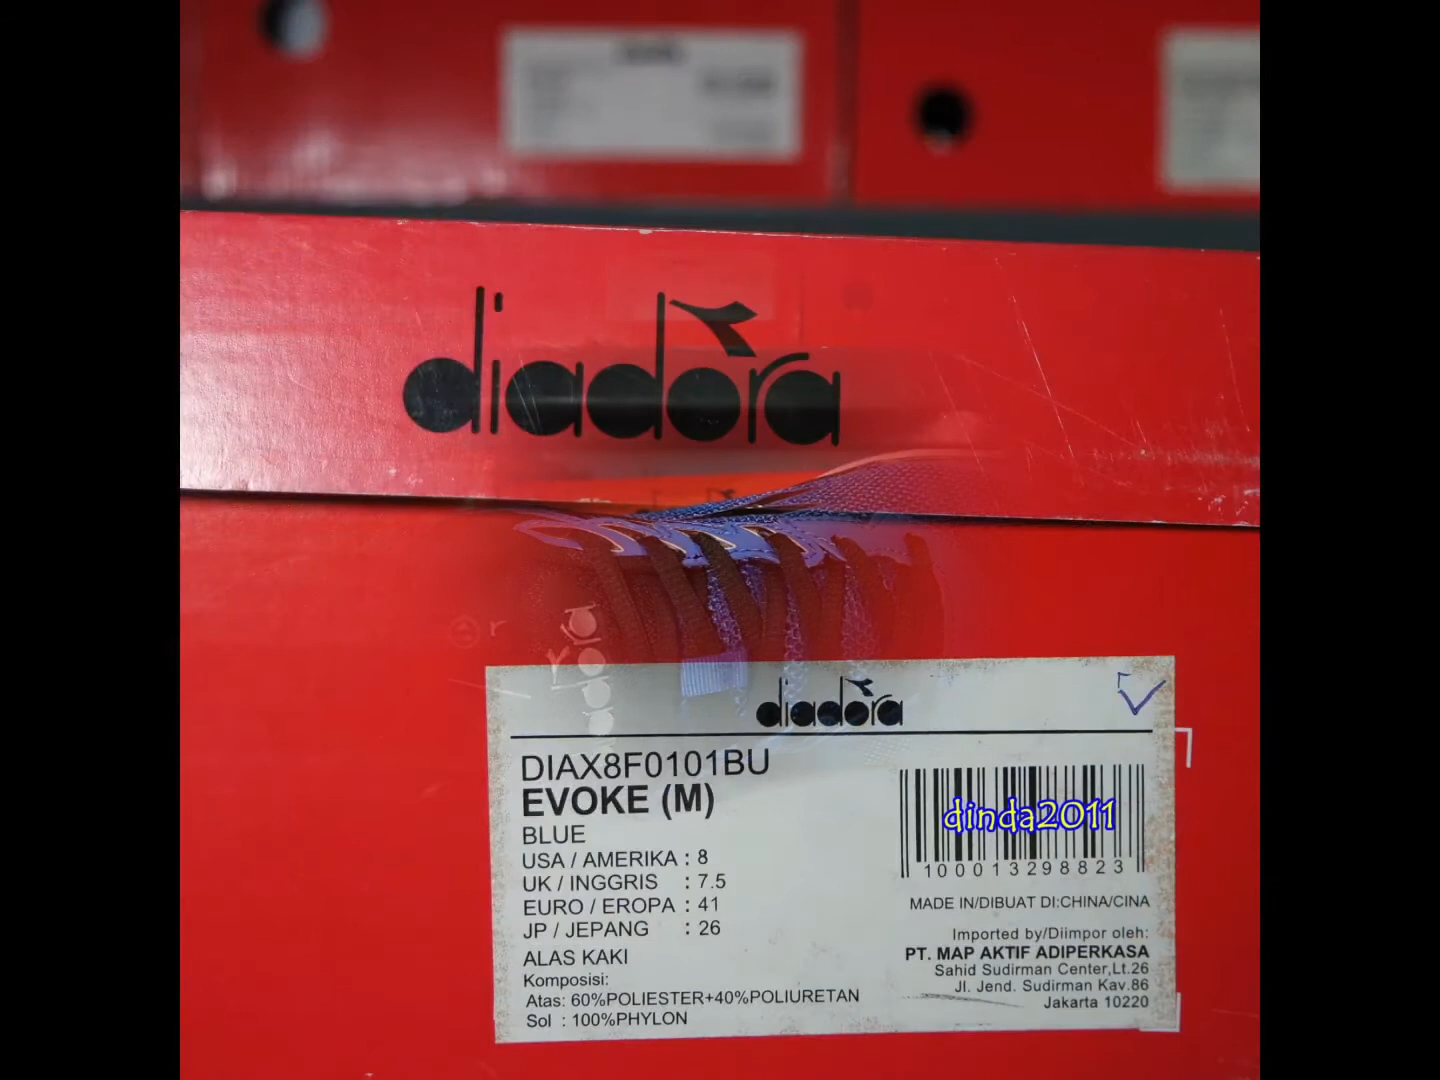 diadora
diadora
diadora
DIAX8F0101BU
EVOKE (M)
BLUE
USA / AMERIKA : 8
UK / INGGRIS : 7.5
EURO / EROPA : 41
JP / JEPANG : 26
ALAS KAKI
Komposisi:
Atas: 60%POLIESTER+40%POLIURETAN
Sol : 100%PHYLON
dinda2011
1000013298823
MADE IN/DIBUAT DI:CHINA/CINA
Imported by/Diimpor oleh:
PT. MAP AKTIF ADIPERKASA
Sahid Sudirman Center,Lt.26
Jl. Jend. Sudirman Kav.86
Jakarta 10220